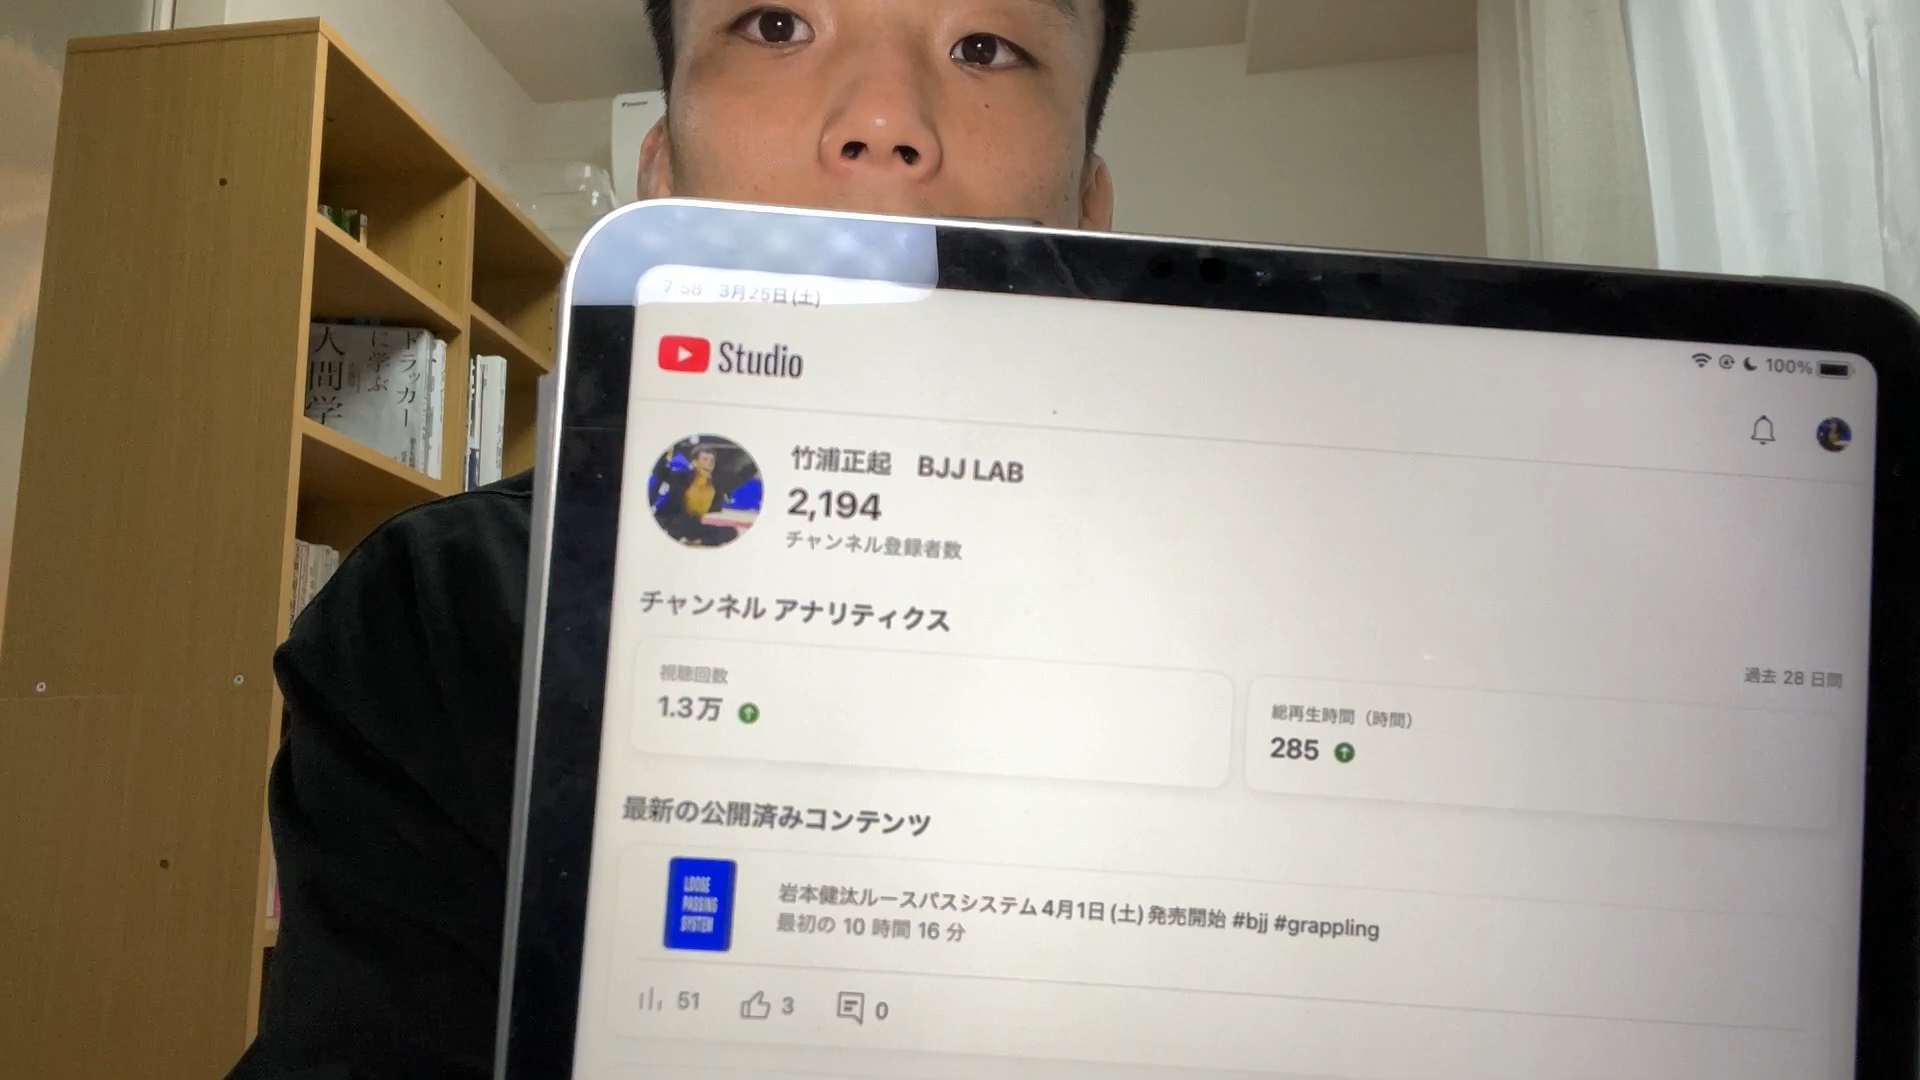 7:58 3月25日(土)
100%
Studio
竹浦正起 BJJ LAB
2,194
チャンネル登録者数
チャンネル アナリティクス
過去 28 日間
視聴回数
1.3万
総再生時間（時間）
285
最新の公開済みコンテンツ
LOOSE
PASSING
SYSTEM
岩本健汰ルースパスシステム4月1日(土)発売開始 #bjj #grappling
最初の 10 時間 16 分
51
3
0
ドラッカー
に学ぶ
人間学